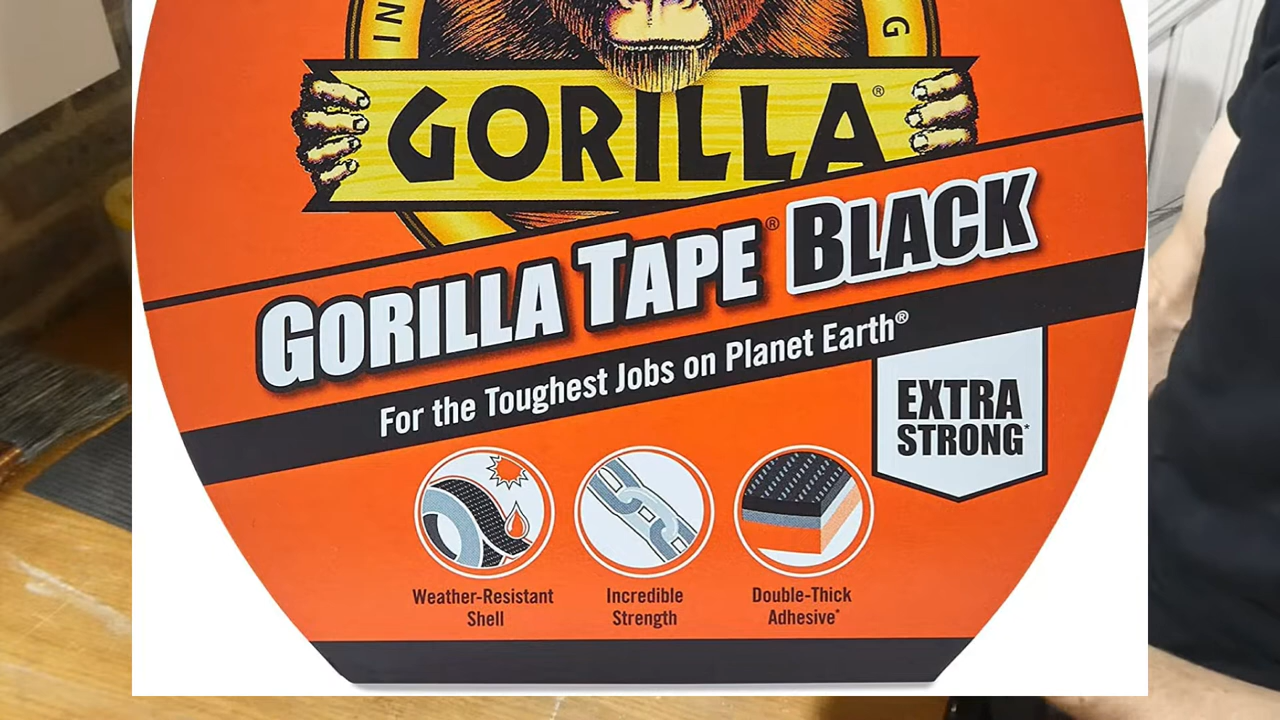 IN
G
GORILLA®
GORILLA TAPE® BLACK
For the Toughest Jobs on Planet Earth®
EXTRA
STRONG*
Weather-Resistant
Shell
Incredible
Strength
Double-Thick
Adhesive*